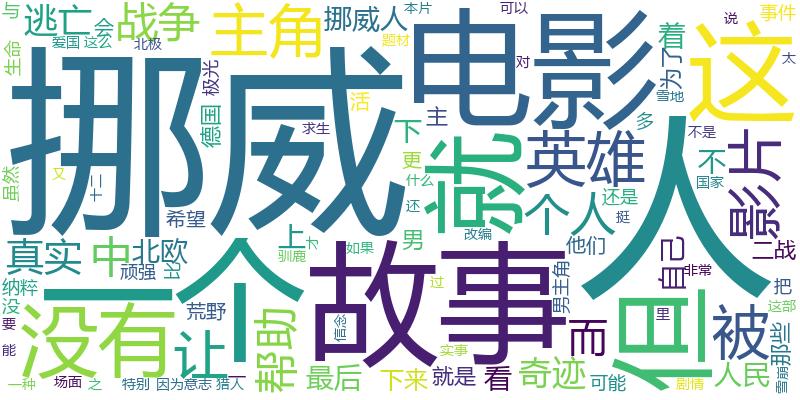 与 逃亡 会 战争 主角 挪威人 本片 电影 可以 这 说 事件
爱国 这么 北极 题材 着 太
生命 极光 对 为了 雪地
挪威 德国 活 主 下 多
求生 就 英雄 不 不是 影片
虽然 又 十二 更 什么 个人 还是 国家
希望 还 挺 人
真实 中 北欧 上 男 改编 他们 自己 二战
顽强 比 才 驯鹿 如果 男主角 非常
纳粹 一个 故事 过 但 里 把
没 荒野 信念 而 被 这部
要 没有 让 帮助 实事 那些
能 最后 下来 就是 看 奇迹 可能 人民 雪崩
一种 场面 之 特别 因为 意志 猎人 一 剧情